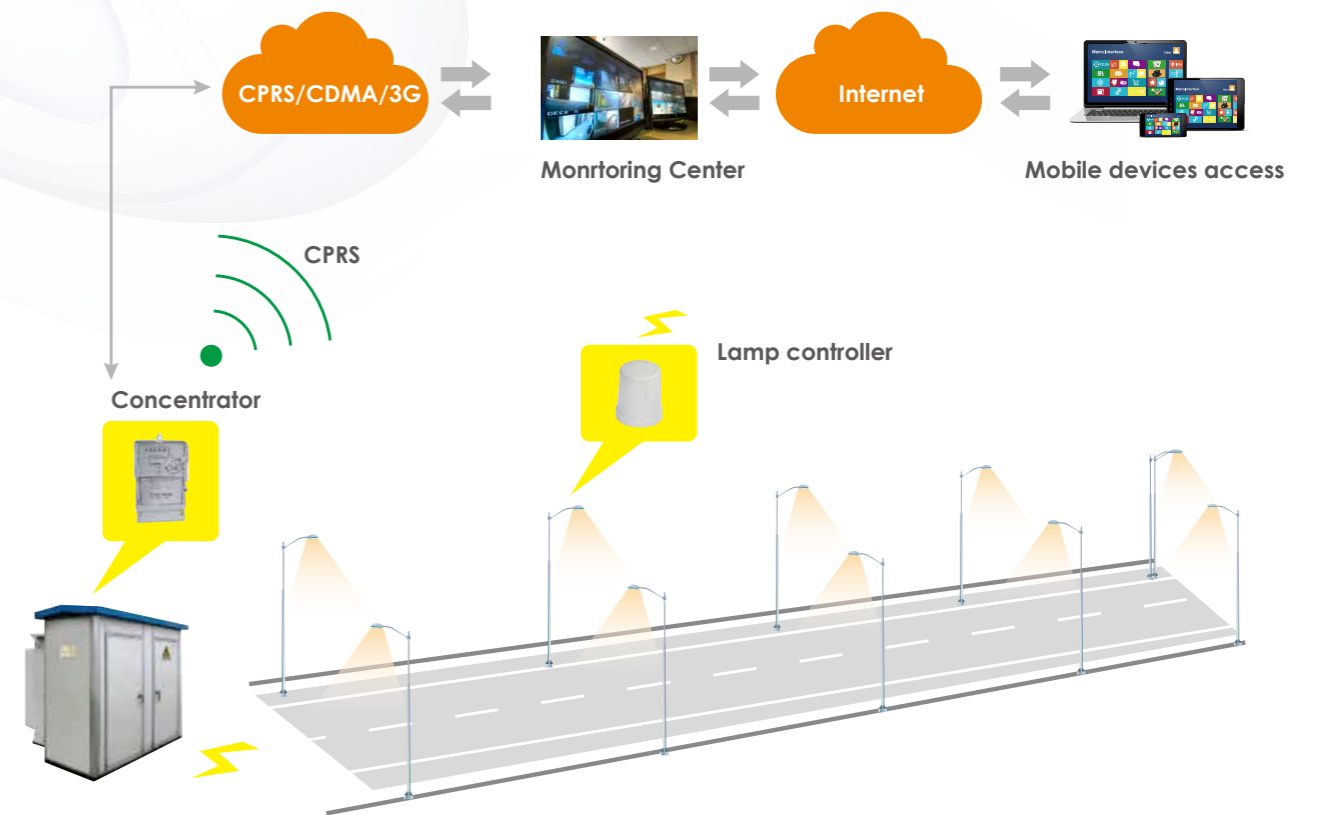 CPRS/CDMA/3G
Internet
Monrtoring Center
Mobile devices access
CPRS
Lamp controller
Concentrator